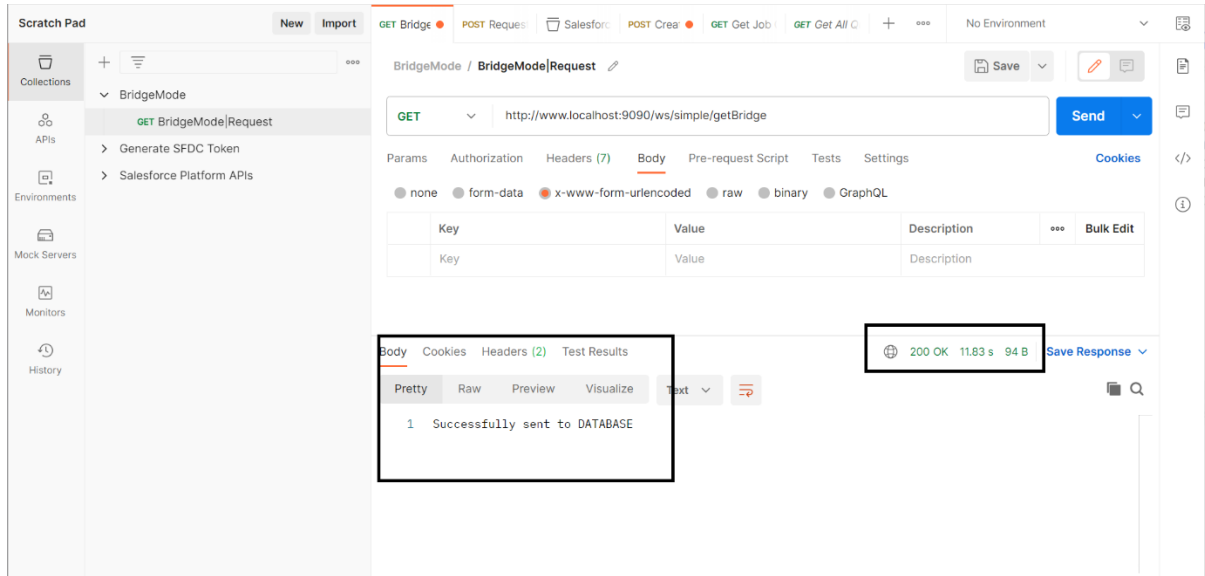 Scratch Pad New Import
GET Bridge POST Reques Salesforc POST Creat GET Get Job GET Get All Q No Environment
Collections
APIs
Environments
Mock Servers
Monitors
History
BridgeMode
GET BridgeMode|Request
Generate SFDC Token
Salesforce Platform APIs
BridgeMode / BridgeMode|Request Save
GET http://www.localhost:9090/ws/simple/getBridge Send
Params Authorization Headers (7) Body Pre-request Script Tests Settings Cookies
none form-data x-www-form-urlencoded raw binary GraphQL
Key Value Description Bulk Edit
Key Value Description
Body Cookies Headers (2) Test Results 200 OK 11.83 s 94 B Save Response
Pretty Raw Preview Visualize Text
1 Successfully sent to DATABASE